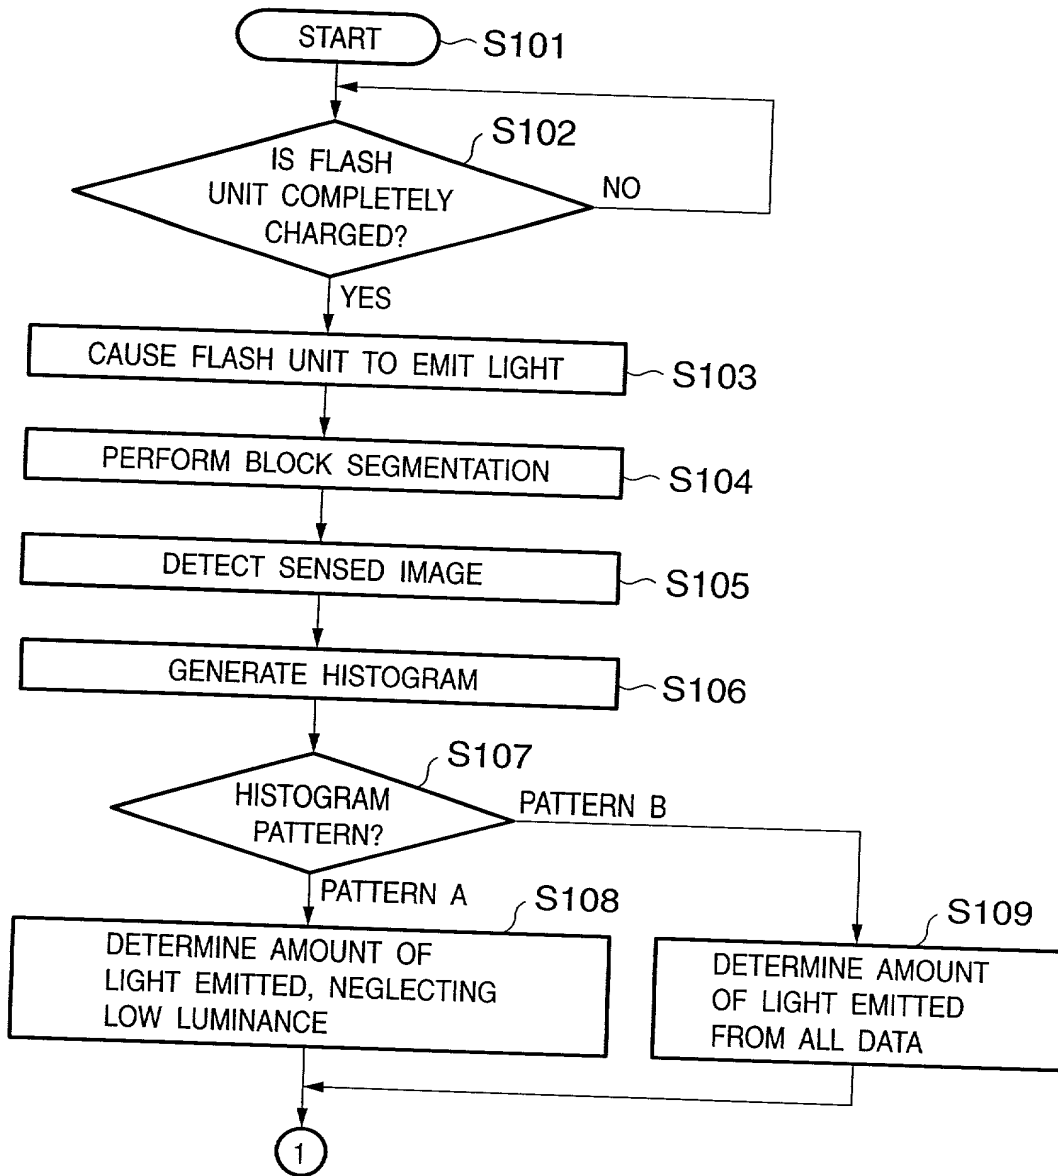 START
S101
S102
IS FLASH
UNIT COMPLETELY
CHARGED?
NO
YES
CAUSE FLASH UNIT TO EMIT LIGHT
S103
PERFORM BLOCK SEGMENTATION
S104
DETECT SENSED IMAGE
S105
GENERATE HISTOGRAM
S106
S107
HISTOGRAM
PATTERN?
PATTERN B
PATTERN A
S108
DETERMINE AMOUNT OF
LIGHT EMITTED, NEGLECTING
LOW LUMINANCE
S109
DETERMINE AMOUNT
OF LIGHT EMITTED
FROM ALL DATA
1